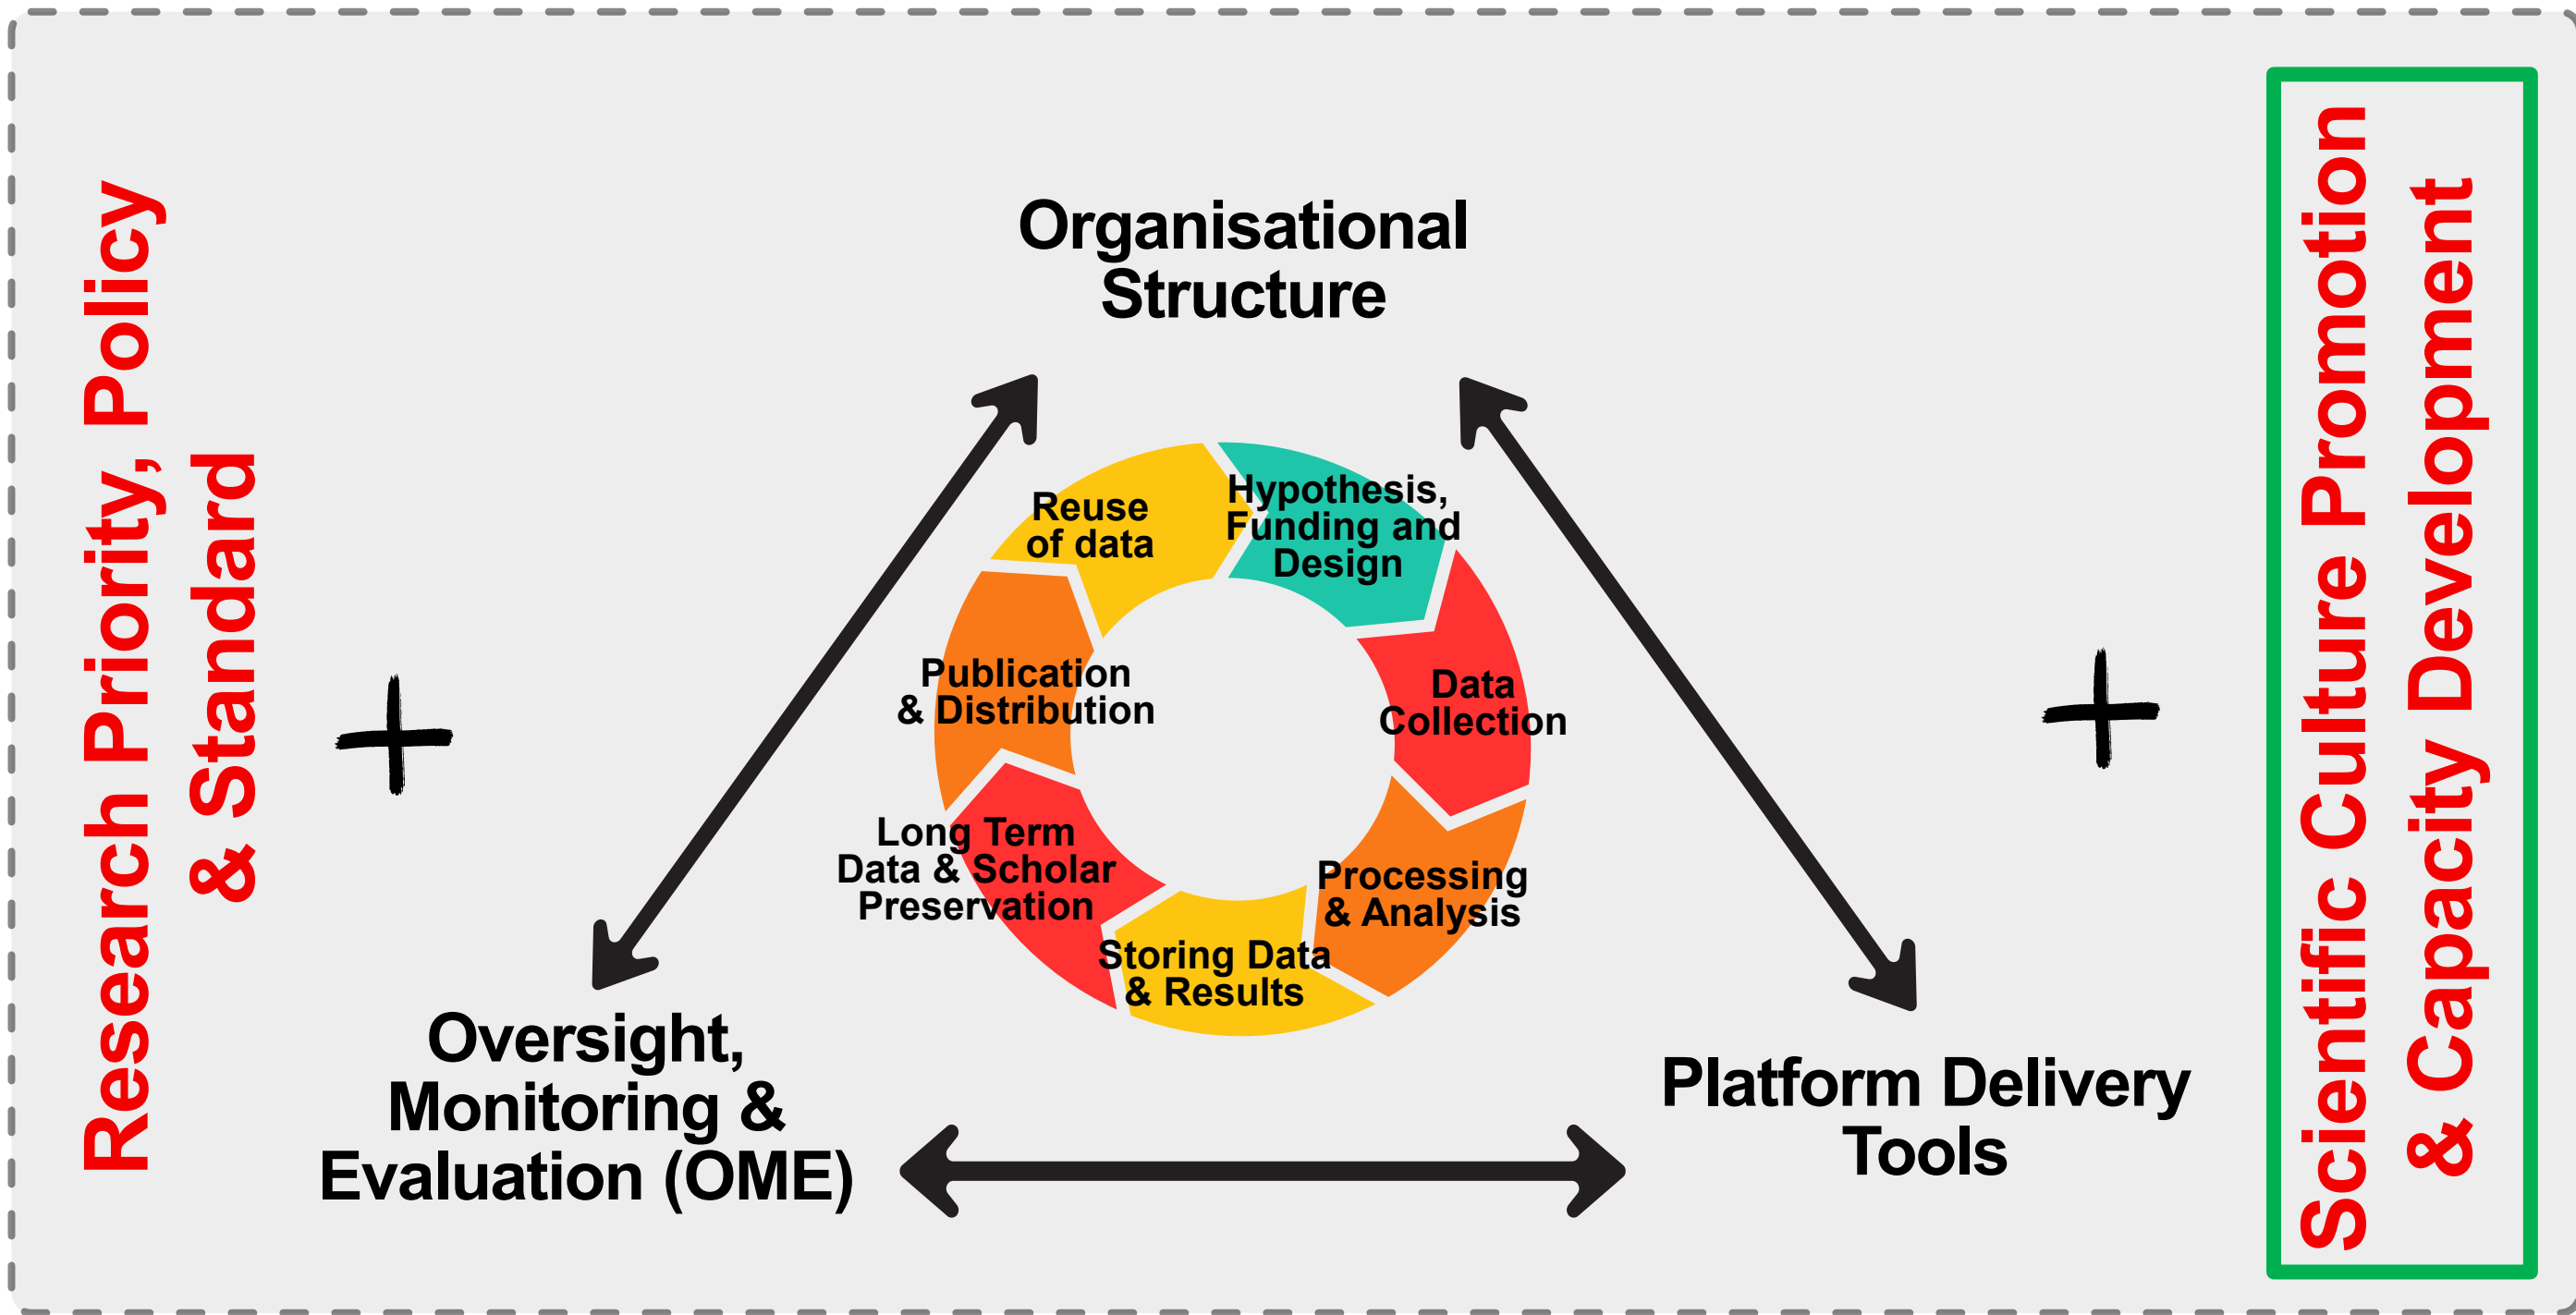 Research Priority, Policy
& Standard
Organisational
Structure
Hypothesis,
Funding and
Design
Data
Collection
Processing
& Analysis
Storing Data
& Results
Long Term
Data & Scholar
Preservation
Publication
& Distribution
Reuse
of data
Oversight,
Monitoring &
Evaluation (OME)
Platform Delivery
Tools
Scientific Culture Promotion
& Capacity Development